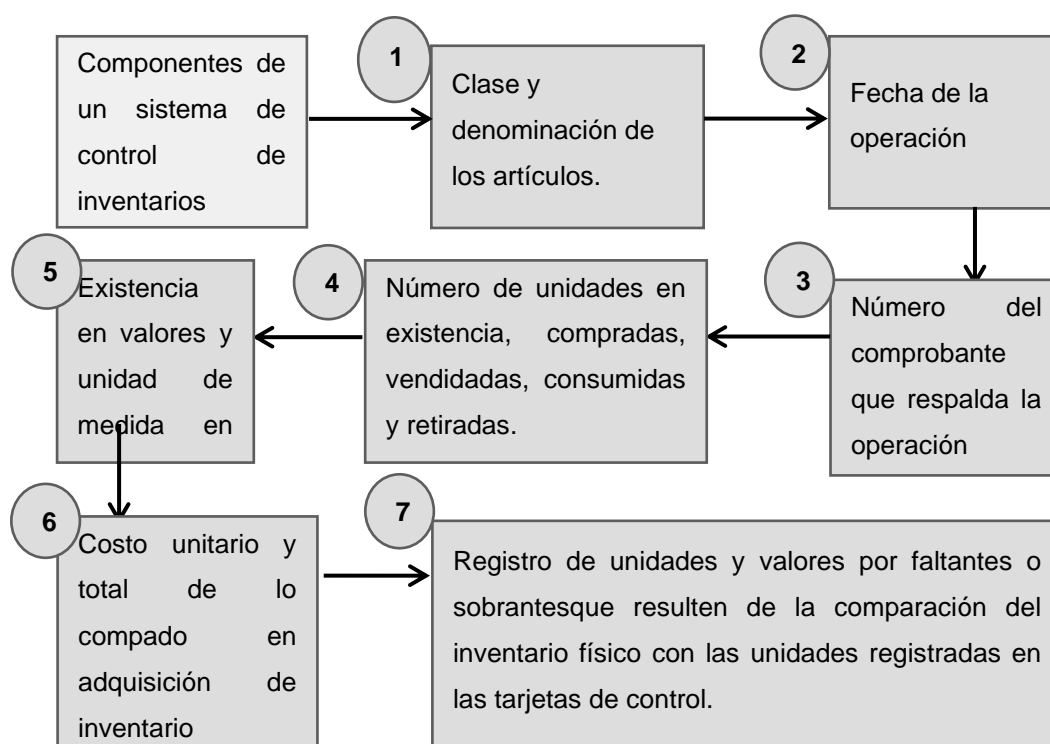 Componentes de
un sistema de
control de
inventarios
1
Clase y
denominación de
los artículos.
2
Fecha de la
operación
3
Número del
comprobante
que respalda la
operación
4
Número de unidades en
existencia, compradas,
vendidadas, consumidas
y retiradas.
5
Existencia
en valores y
unidad de
medida en
6
Costo unitario y
total de lo
compado en
adquisición de
inventario
7
Registro de unidades y valores por faltantes o
sobrantesque resulten de la comparación del
inventario físico con las unidades registradas en
las tarjetas de control.